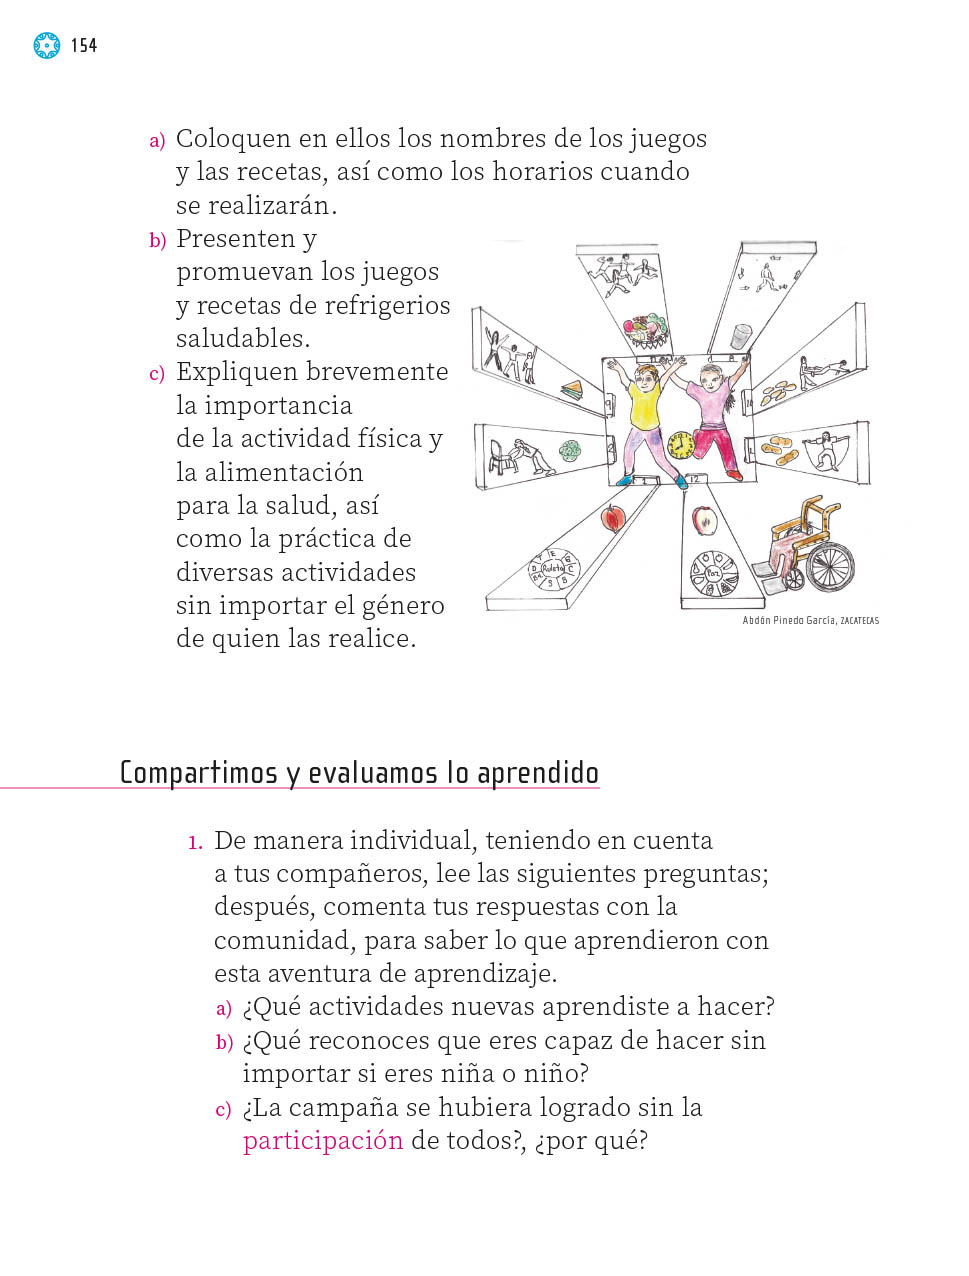 154
a) Coloquen en ellos los nombres de los juegos
y las recetas, así como los horarios cuando
se realizarán.
b) Presenten y
promuevan los juegos
y recetas de refrigerios
saludables.
c) Expliquen brevemente
la importancia
de la actividad física y
la alimentación
para la salud, así
como la práctica de
diversas actividades
sin importar el género
de quien las realice.
12
Ruleta
Paz
Abdón Pinedo García, ZACATECAS
Compartimos y evaluamos lo aprendido
1. De manera individual, teniendo en cuenta
a tus compañeros, lee las siguientes preguntas;
después, comenta tus respuestas con la
comunidad, para saber lo que aprendieron con
esta aventura de aprendizaje.
a) ¿Qué actividades nuevas aprendiste a hacer?
b) ¿Qué reconoces que eres capaz de hacer sin
importar si eres niña o niño?
c) ¿La campaña se hubiera logrado sin la
participación de todos?, ¿por qué?